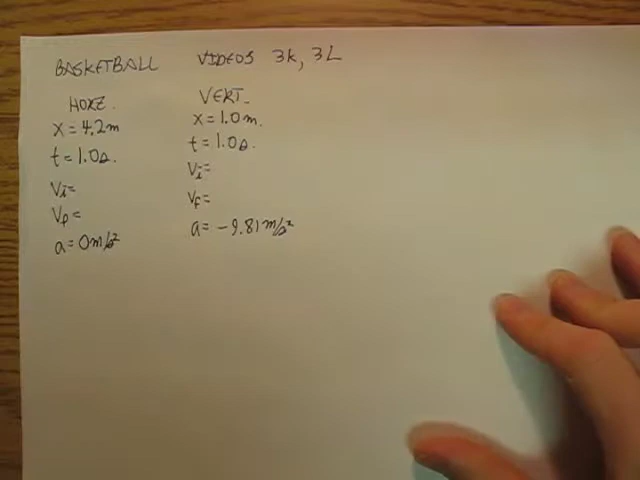 BASKETBALL VIDEOS 3K, 3L
HORZ. VERT.
x = 4.2m x = 1.0m.
t = 1.0s. t = 1.0s.
Vi= Vi=
Vf= Vf=
a = 0m/s² a = -9.81m/s²